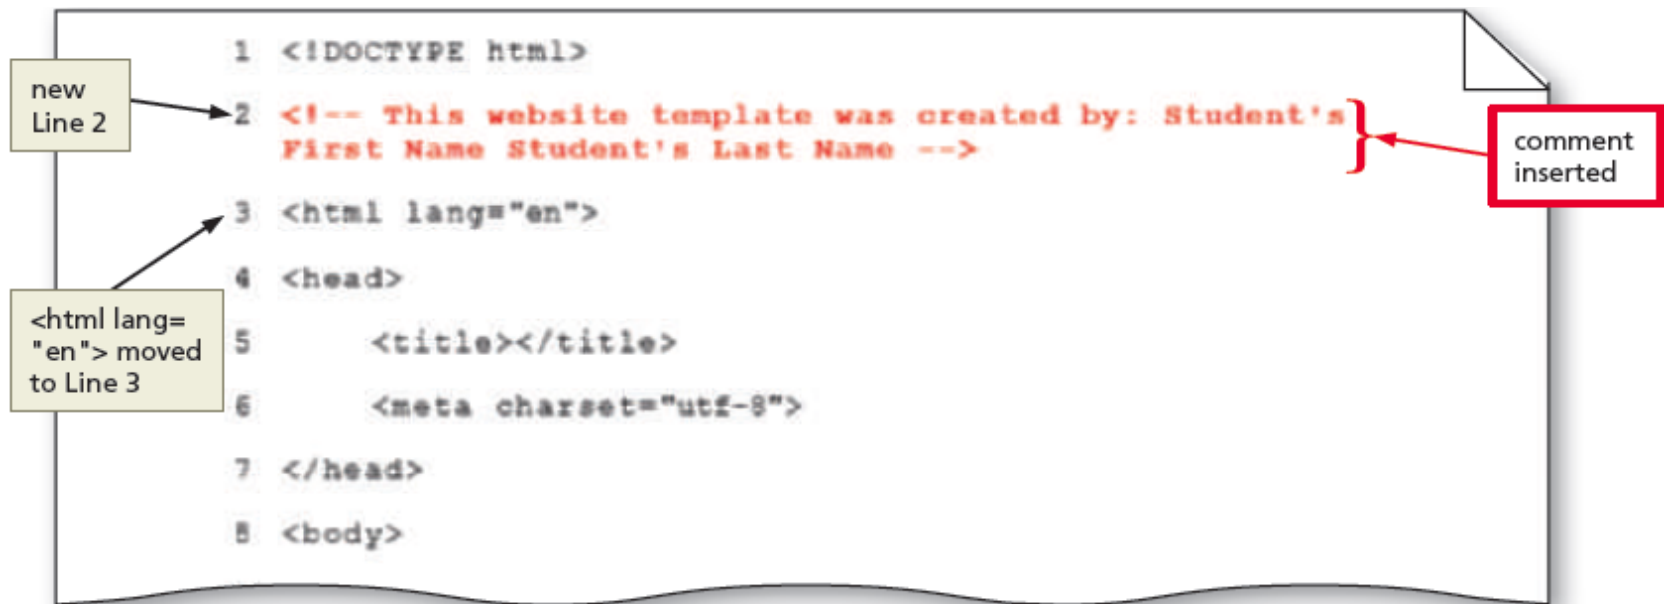 1 <!DOCTYPE html>
new
Line 2
2 <!-- This website template was created by: Student's
First Name Student's Last Name -->
comment
inserted
3 <html lang="en">
4 <head>
<html lang=
"en"> moved
to Line 3
5 <title></title>
6 <meta charset="utf-8">
7 </head>
8 <body>